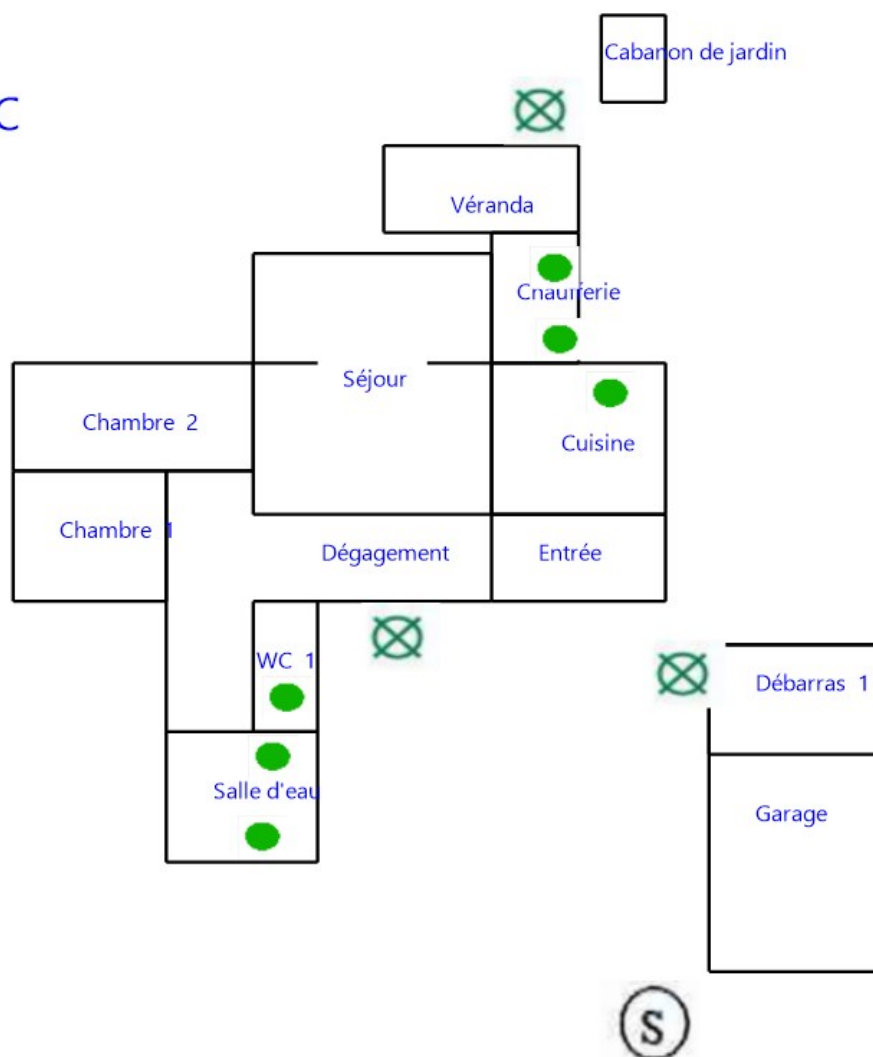 Cabanon de jardin
C
Véranda
Chaufferie
Séjour
Chambre 2
Cuisine
Chambre 1
Dégagement
Entrée
WC 1
Débarras 1
Salle d'eau
Garage
S